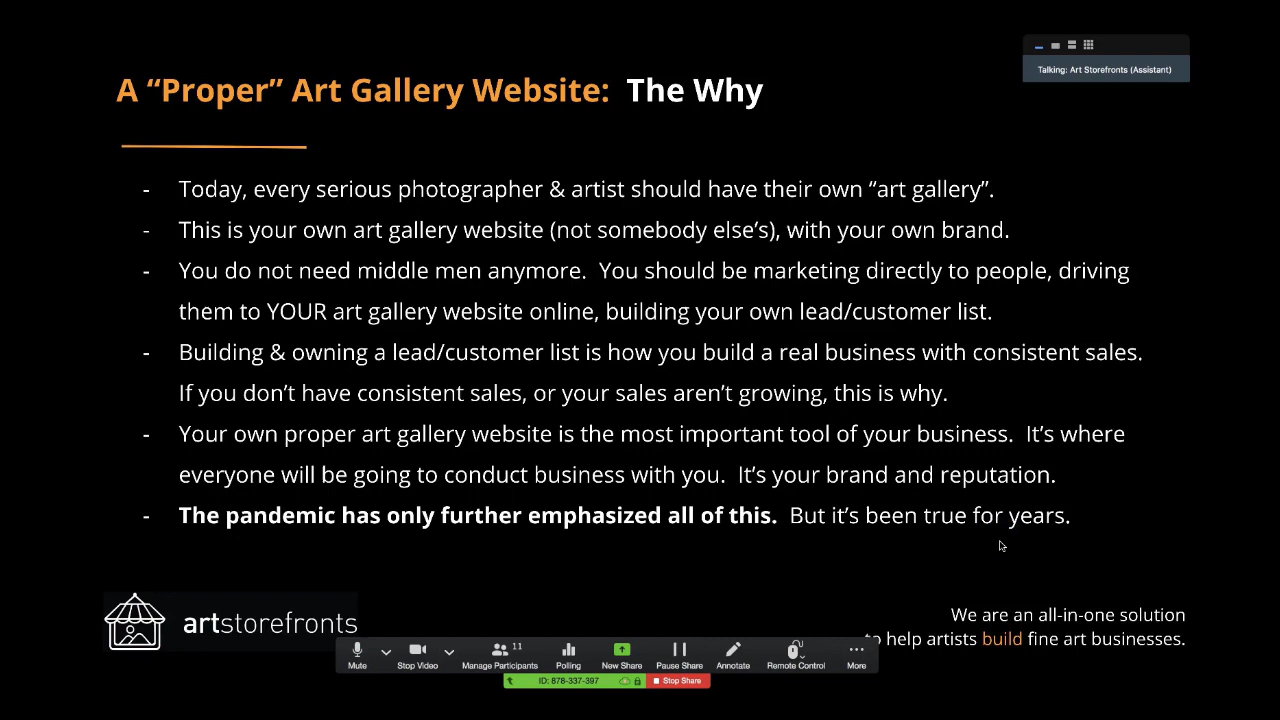 Talking: Art Storefronts (Assistant)
A “Proper” Art Gallery Website: The Why
- Today, every serious photographer & artist should have their own “art gallery”.
- This is your own art gallery website (not somebody else’s), with your own brand.
- You do not need middle men anymore. You should be marketing directly to people, driving
them to YOUR art gallery website online, building your own lead/customer list.
- Building & owning a lead/customer list is how you build a real business with consistent sales.
If you don’t have consistent sales, or your sales aren’t growing, this is why.
- Your own proper art gallery website is the most important tool of your business. It’s where
everyone will be going to conduct business with you. It’s your brand and reputation.
- The pandemic has only further emphasized all of this. But it’s been true for years.
artstorefronts
We are an all-in-one solution
to help artists build fine art businesses.
11
Mute Stop Video Manage Participants Polling New Share Pause Share Annotate Remote Control More
ID: 878-337-397 Stop Share